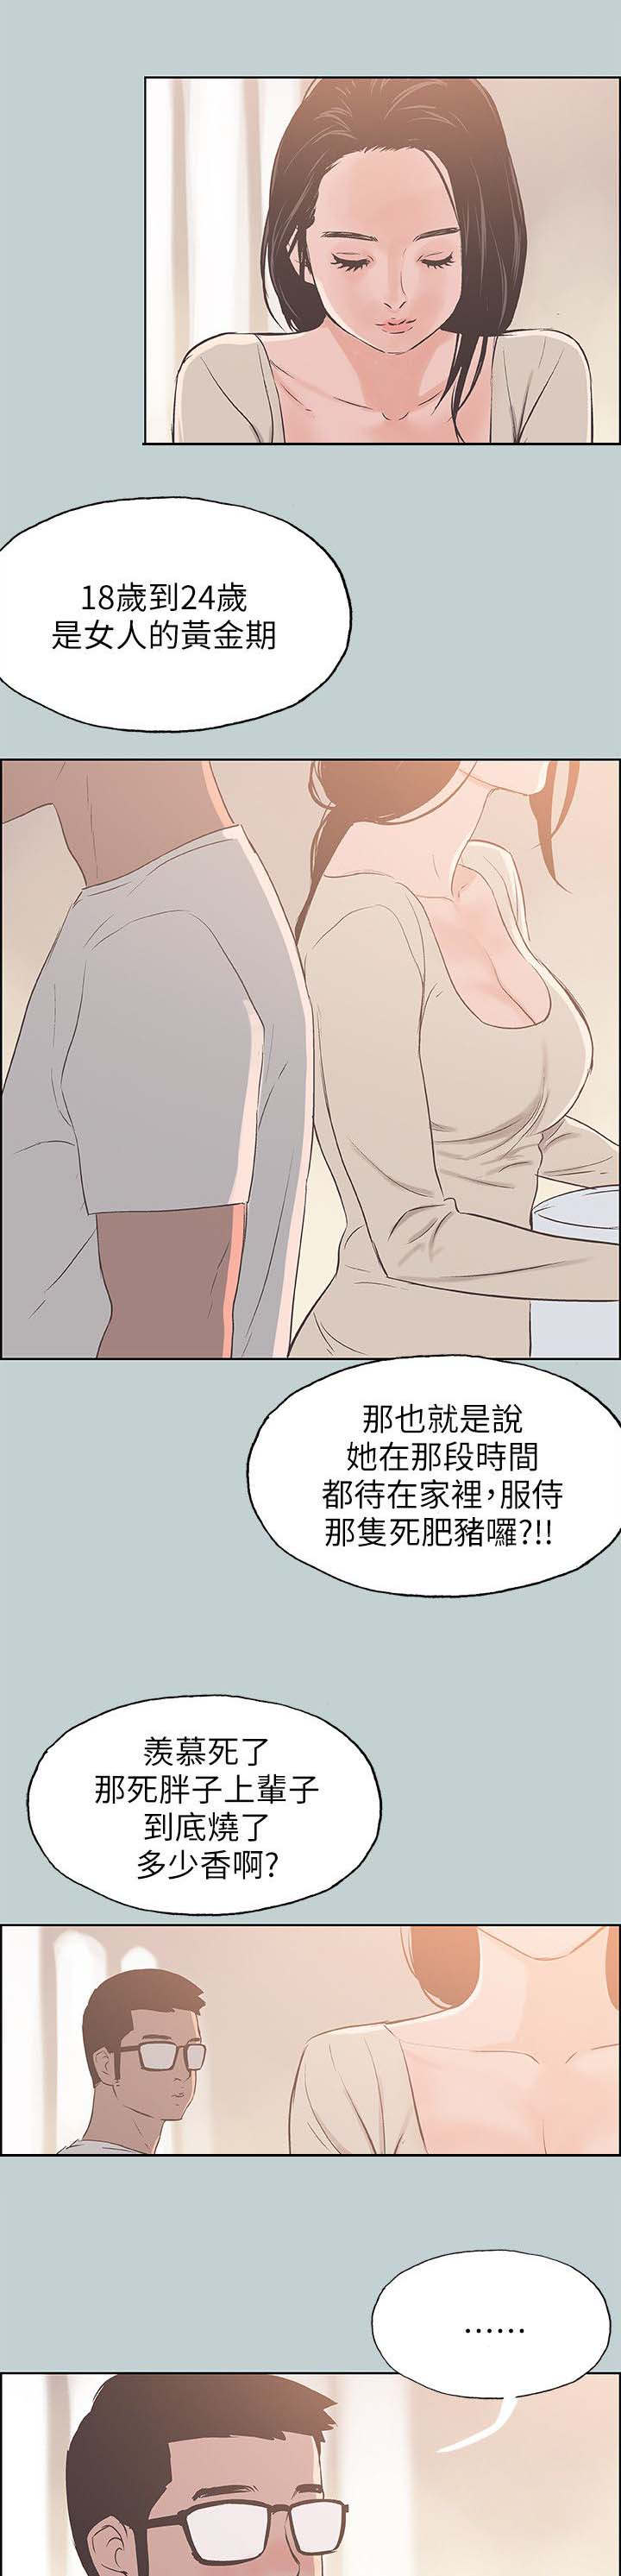 18歲到24歲
是女人的黃金期
那也就是說
她在那段時間
都待在家裡，服侍
那隻死肥豬囉?!!
羨慕死了
那死胖子上輩子
到底燒了
多少香啊?
……